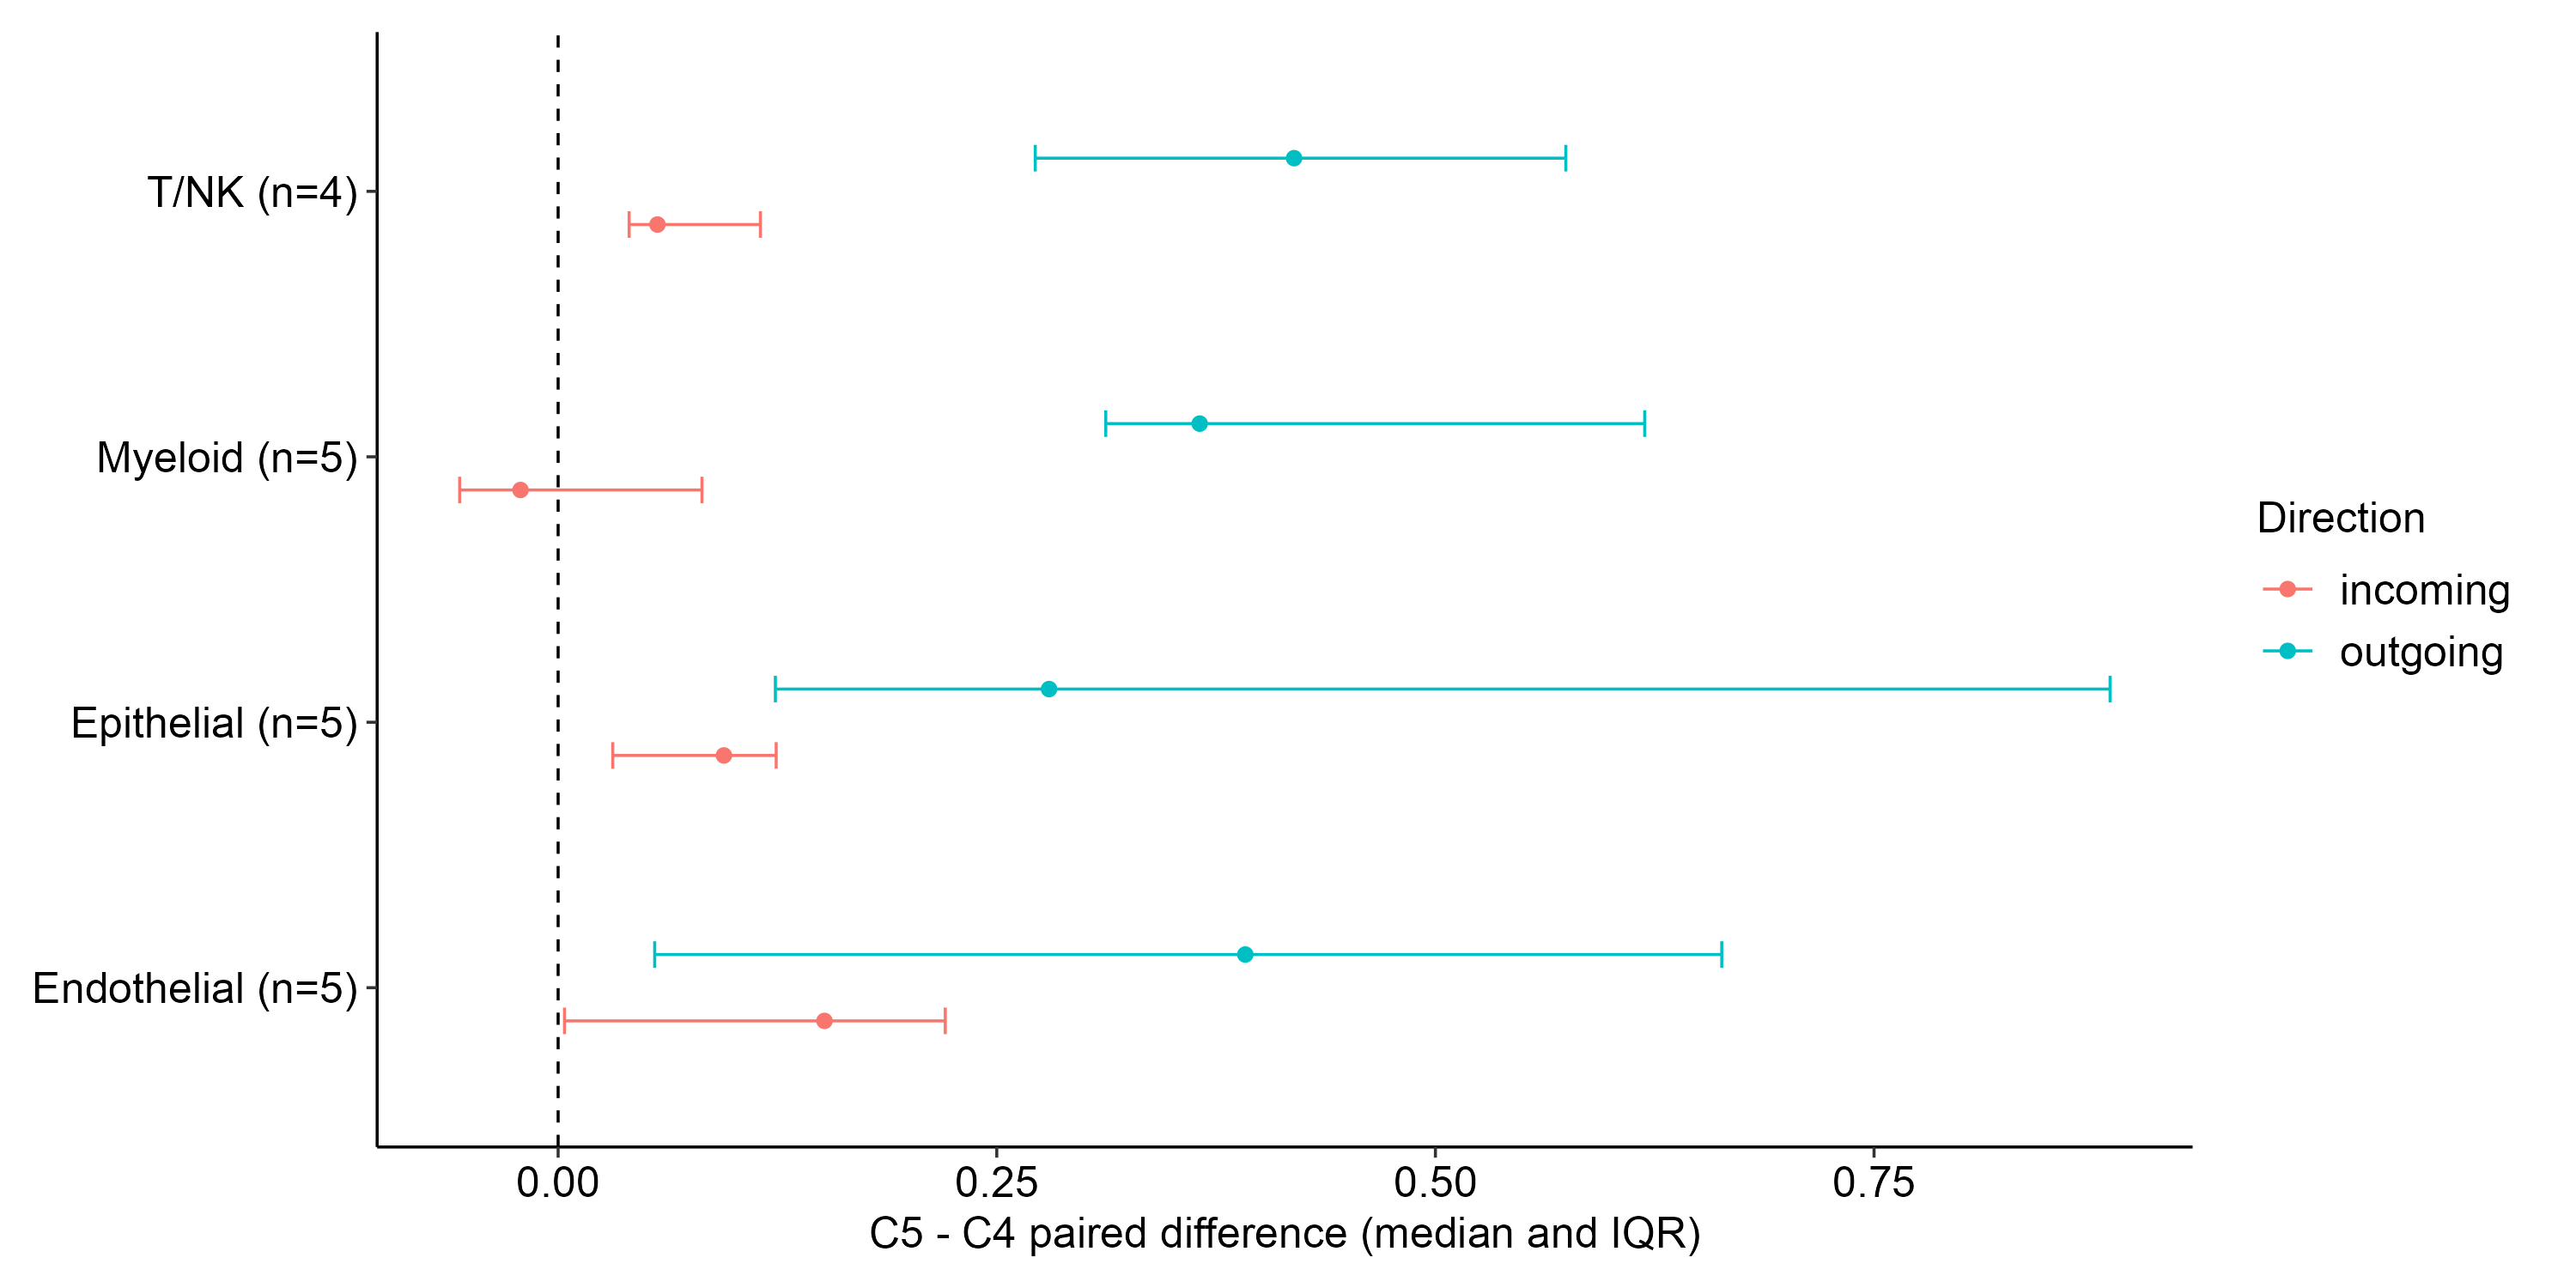 T/NK (n=4)
Myeloid (n=5)
Epithelial (n=5)
Endothelial (n=5)
0.00
0.25
0.50
0.75
C5 - C4 paired difference (median and IQR)
Direction
incoming
outgoing